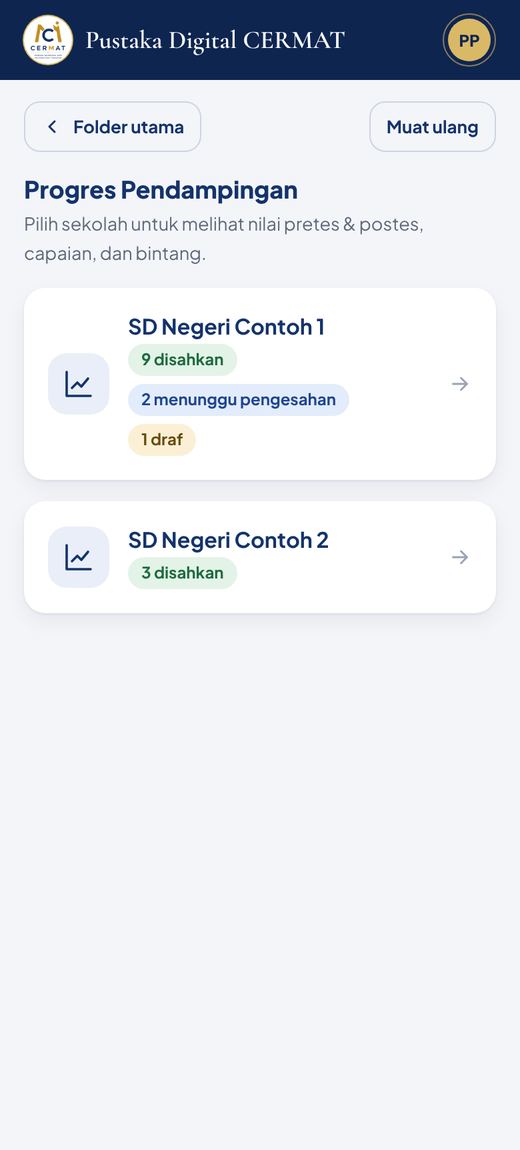 CERMAT
Pustaka Digital CERMAT
PP
Folder utama
Muat ulang
Progres Pendampingan
Pilih sekolah untuk melihat nilai pretes & postes,
capaian, dan bintang.
SD Negeri Contoh 1
9 disahkan
2 menunggu pengesahan
1 draf
SD Negeri Contoh 2
3 disahkan